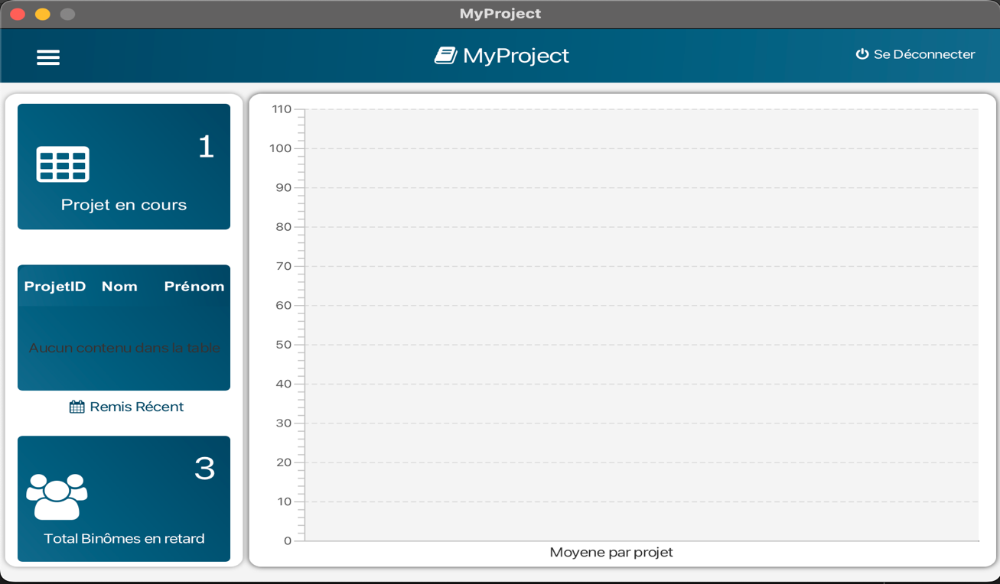 MyProject
MyProject
Se Déconnecter
1
Projet en cours
ProjetID Nom Prénom
Aucun contenu dans la table
Remis Récent
3
Total Binômes en retard
110
100
90
80
70
60
50
40
30
20
10
0
Moyene par projet